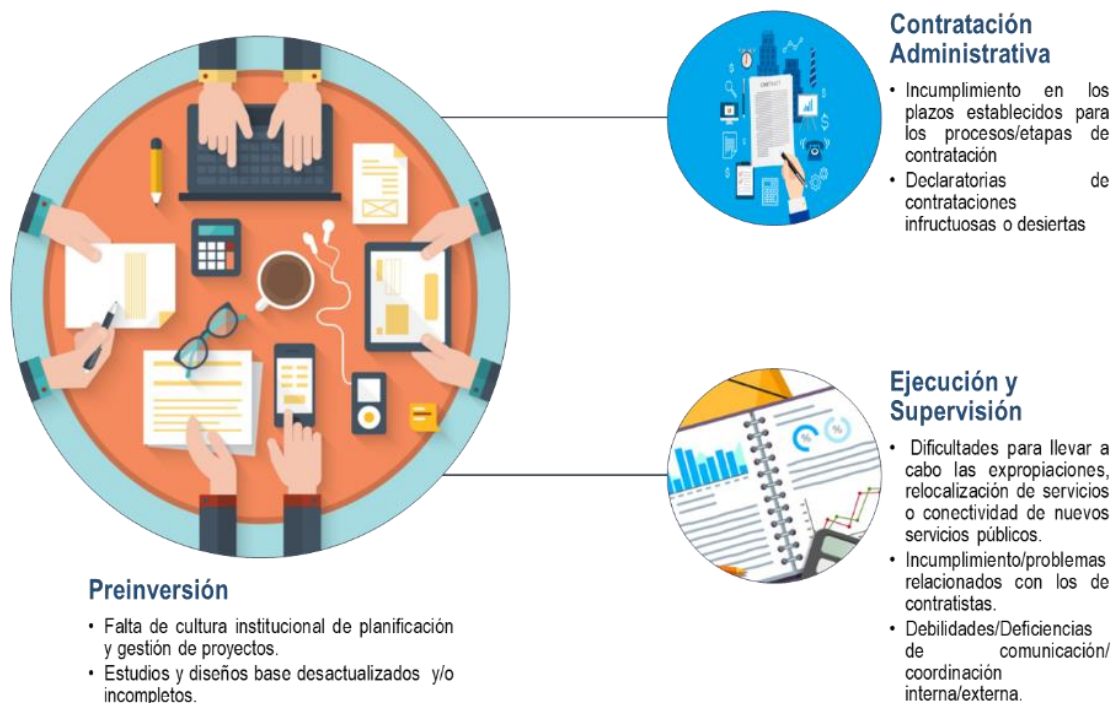 Contratación
Administrativa
• Incumplimiento en los
plazos establecidos para
los procesos/etapas de
contratación
• Declaratorias de
contrataciones
infructuosas o desiertas
CONTRACT
Ejecución y
Supervisión
• Dificultades para llevar a
cabo las expropiaciones,
relocalización de servicios
o conectividad de nuevos
servicios públicos.
• Incumplimiento/problemas
relacionados con los de
contratistas.
• Debilidades/Deficiencias
de comunicación/
coordinación
interna/externa.
% %
Preinversión
• Falta de cultura institucional de planificación
y gestión de proyectos.
• Estudios y diseños base desactualizados y/o
incompletos.